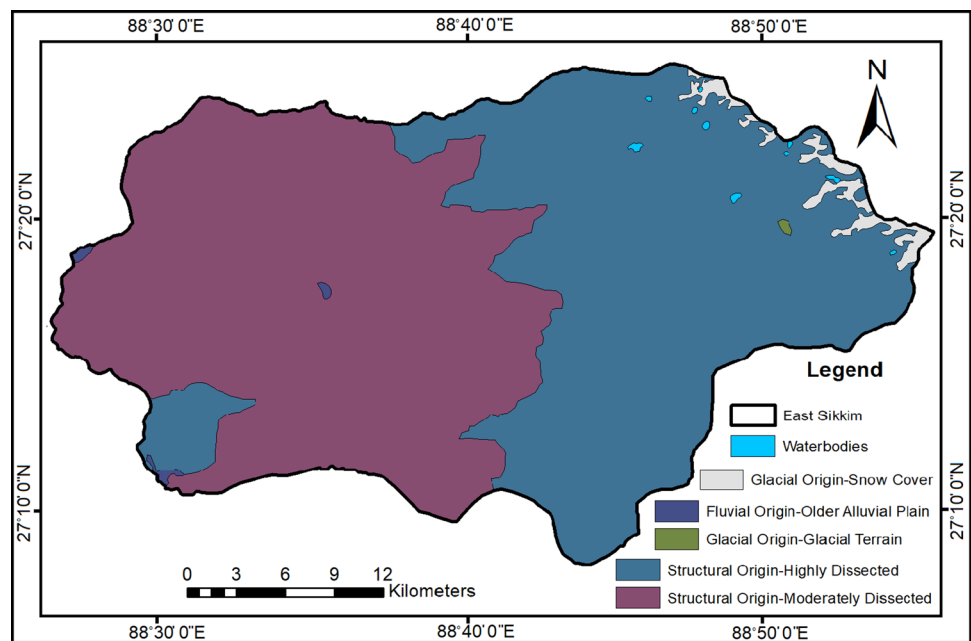 88°30'0"E 88°40'0"E 88°50'0"E
N
27°20'0"N 27°20'0"N
Legend
East Sikkim
Waterbodies
Glacial Origin-Snow Cover
27°10'0"N 27°10'0"N
Fluvial Origin-Older Alluvial Plain
Glacial Origin-Glacial Terrain
Structural Origin-Highly Dissected
Structural Origin-Moderately Dissected
0 3 6 9 12
Kilometers
88°30'0"E 88°40'0"E 88°50'0"E